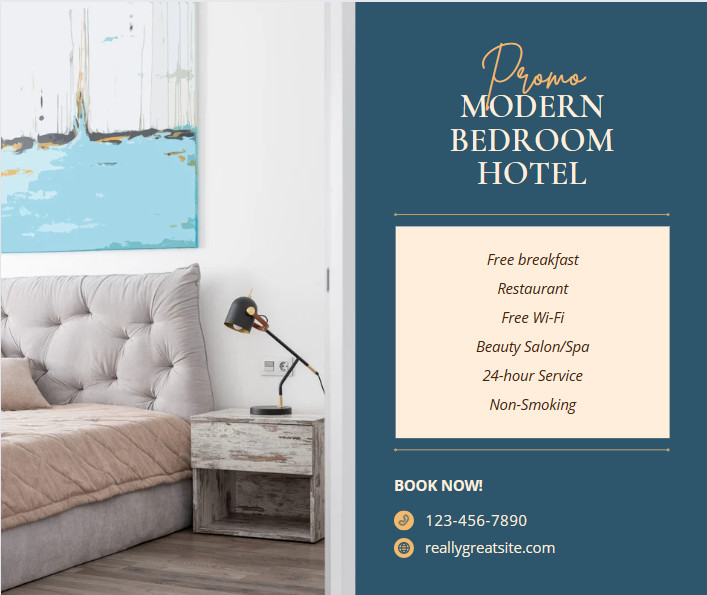 Promo
MODERN
BEDROOM
HOTEL
Free breakfast
Restaurant
Free Wi-Fi
Beauty Salon/Spa
24-hour Service
Non-Smoking
BOOK NOW!
123-456-7890
reallygreatsite.com